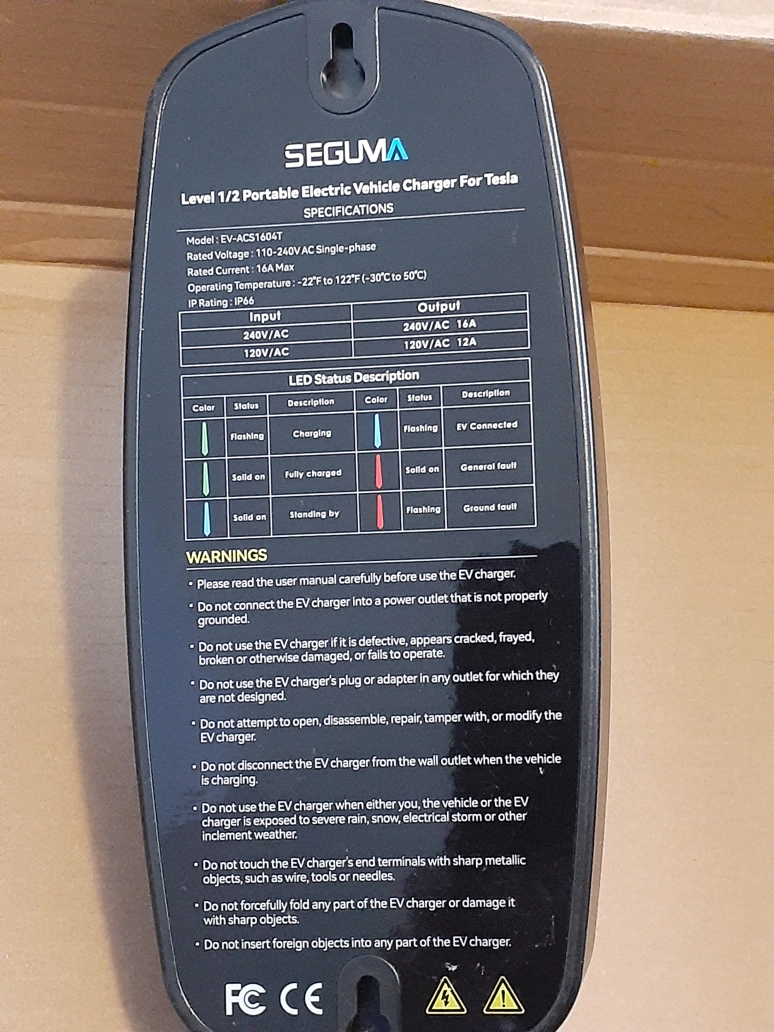 SEGUMA
Level 1/2 Portable Electric Vehicle Charger For Tesla
SPECIFICATIONS
Model : EV-ACS1604T
Rated Voltage : 110-240V AC Single-phase
Rated Current : 16A Max
Operating Temperature : -22°F to 122°F (-30°C to 50°C)
IP Rating : IP66
Input Output
240V/AC 240V/AC 16A
120V/AC 120V/AC 12A
LED Status Description
Color Status Description Color Status Description
Flashing Charging Flashing EV Connected
Solid on Fully charged Solid on General fault
Solid on Standing by Flashing Ground fault
WARNINGS
• Please read the user manual carefully before use the EV charger.
• Do not connect the EV charger into a power outlet that is not properly
grounded.
• Do not use the EV charger if it is defective, appears cracked, frayed,
broken or otherwise damaged, or fails to operate.
• Do not use the EV charger's plug or adapter in any outlet for which they
are not designed.
• Do not attempt to open, disassemble, repair, tamper with, or modify the
EV charger.
• Do not disconnect the EV charger from the wall outlet when the vehicle
is charging.
• Do not use the EV charger when either you, the vehicle or the EV
charger is exposed to severe rain, snow, electrical storm or other
inclement weather.
• Do not touch the EV charger's end terminals with sharp metallic
objects, such as wire, tools or needles.
• Do not forcefully fold any part of the EV charger or damage it
with sharp objects.
• Do not insert foreign objects into any part of the EV charger.
FC CE